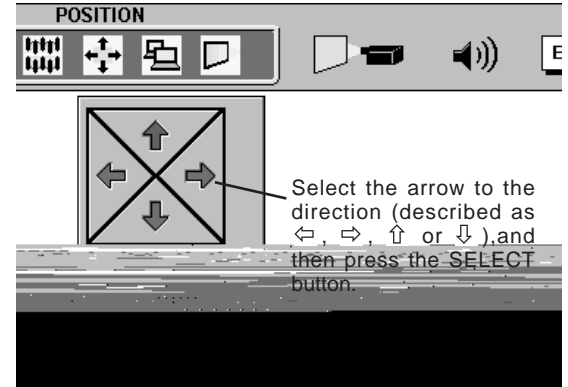 POSITION
E
Select the arrow to the
direction (described as
⇦ , ⇨, ⇧ or ⇩ ),and
then press the SELECT
button.